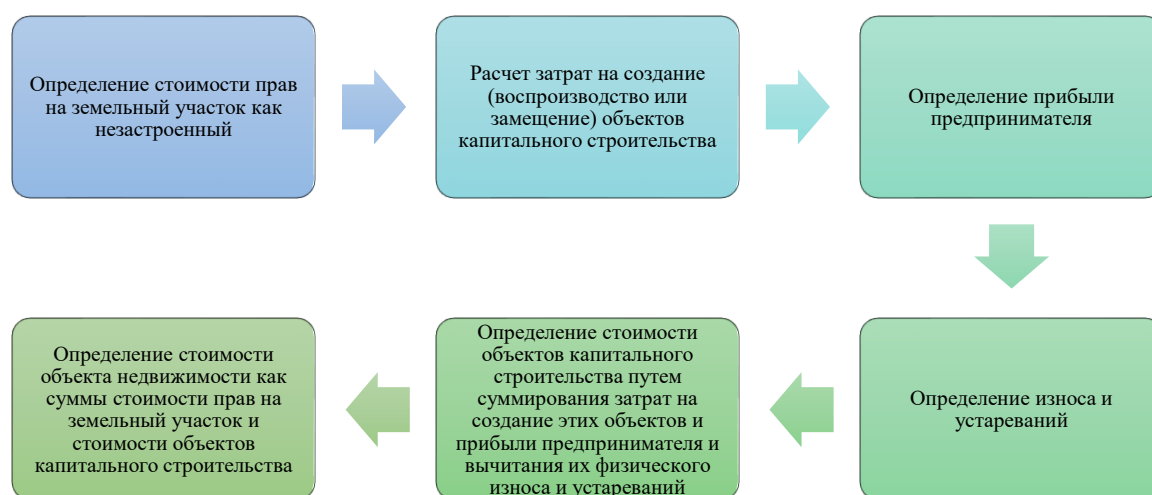 Определение стоимости прав
на земельный участок как
незастроенный
Расчет затрат на создание
(воспроизводство или
замещение) объектов
капитального строительства
Определение прибыли
предпринимателя
Определение износа и
устареваний
Определение стоимости
объектов капитального
строительства путем
суммирования затрат на
создание этих объектов и
прибыли предпринимателя и
вычитания их физического
износа и устареваний
Определение стоимости
объекта недвижимости как
суммы стоимости прав на
земельный участок и
стоимости объектов
капитального строительства